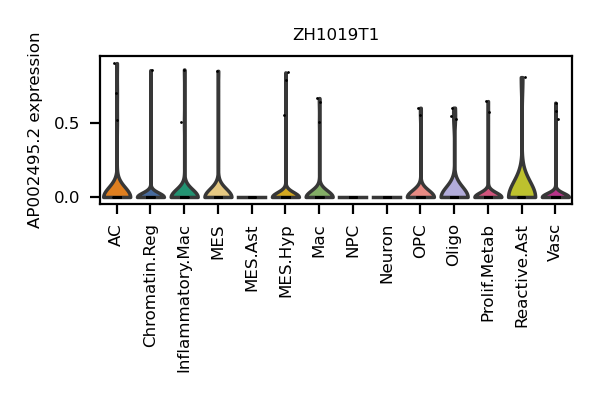 ZH1019T1
AP002495.2 expression
0.5
0.0
AC
Chromatin.Reg
Inflammatory.Mac
MES
MES.Ast
MES.Hyp
Mac
NPC
Neuron
OPC
Oligo
Prolif.Metab
Reactive.Ast
Vasc